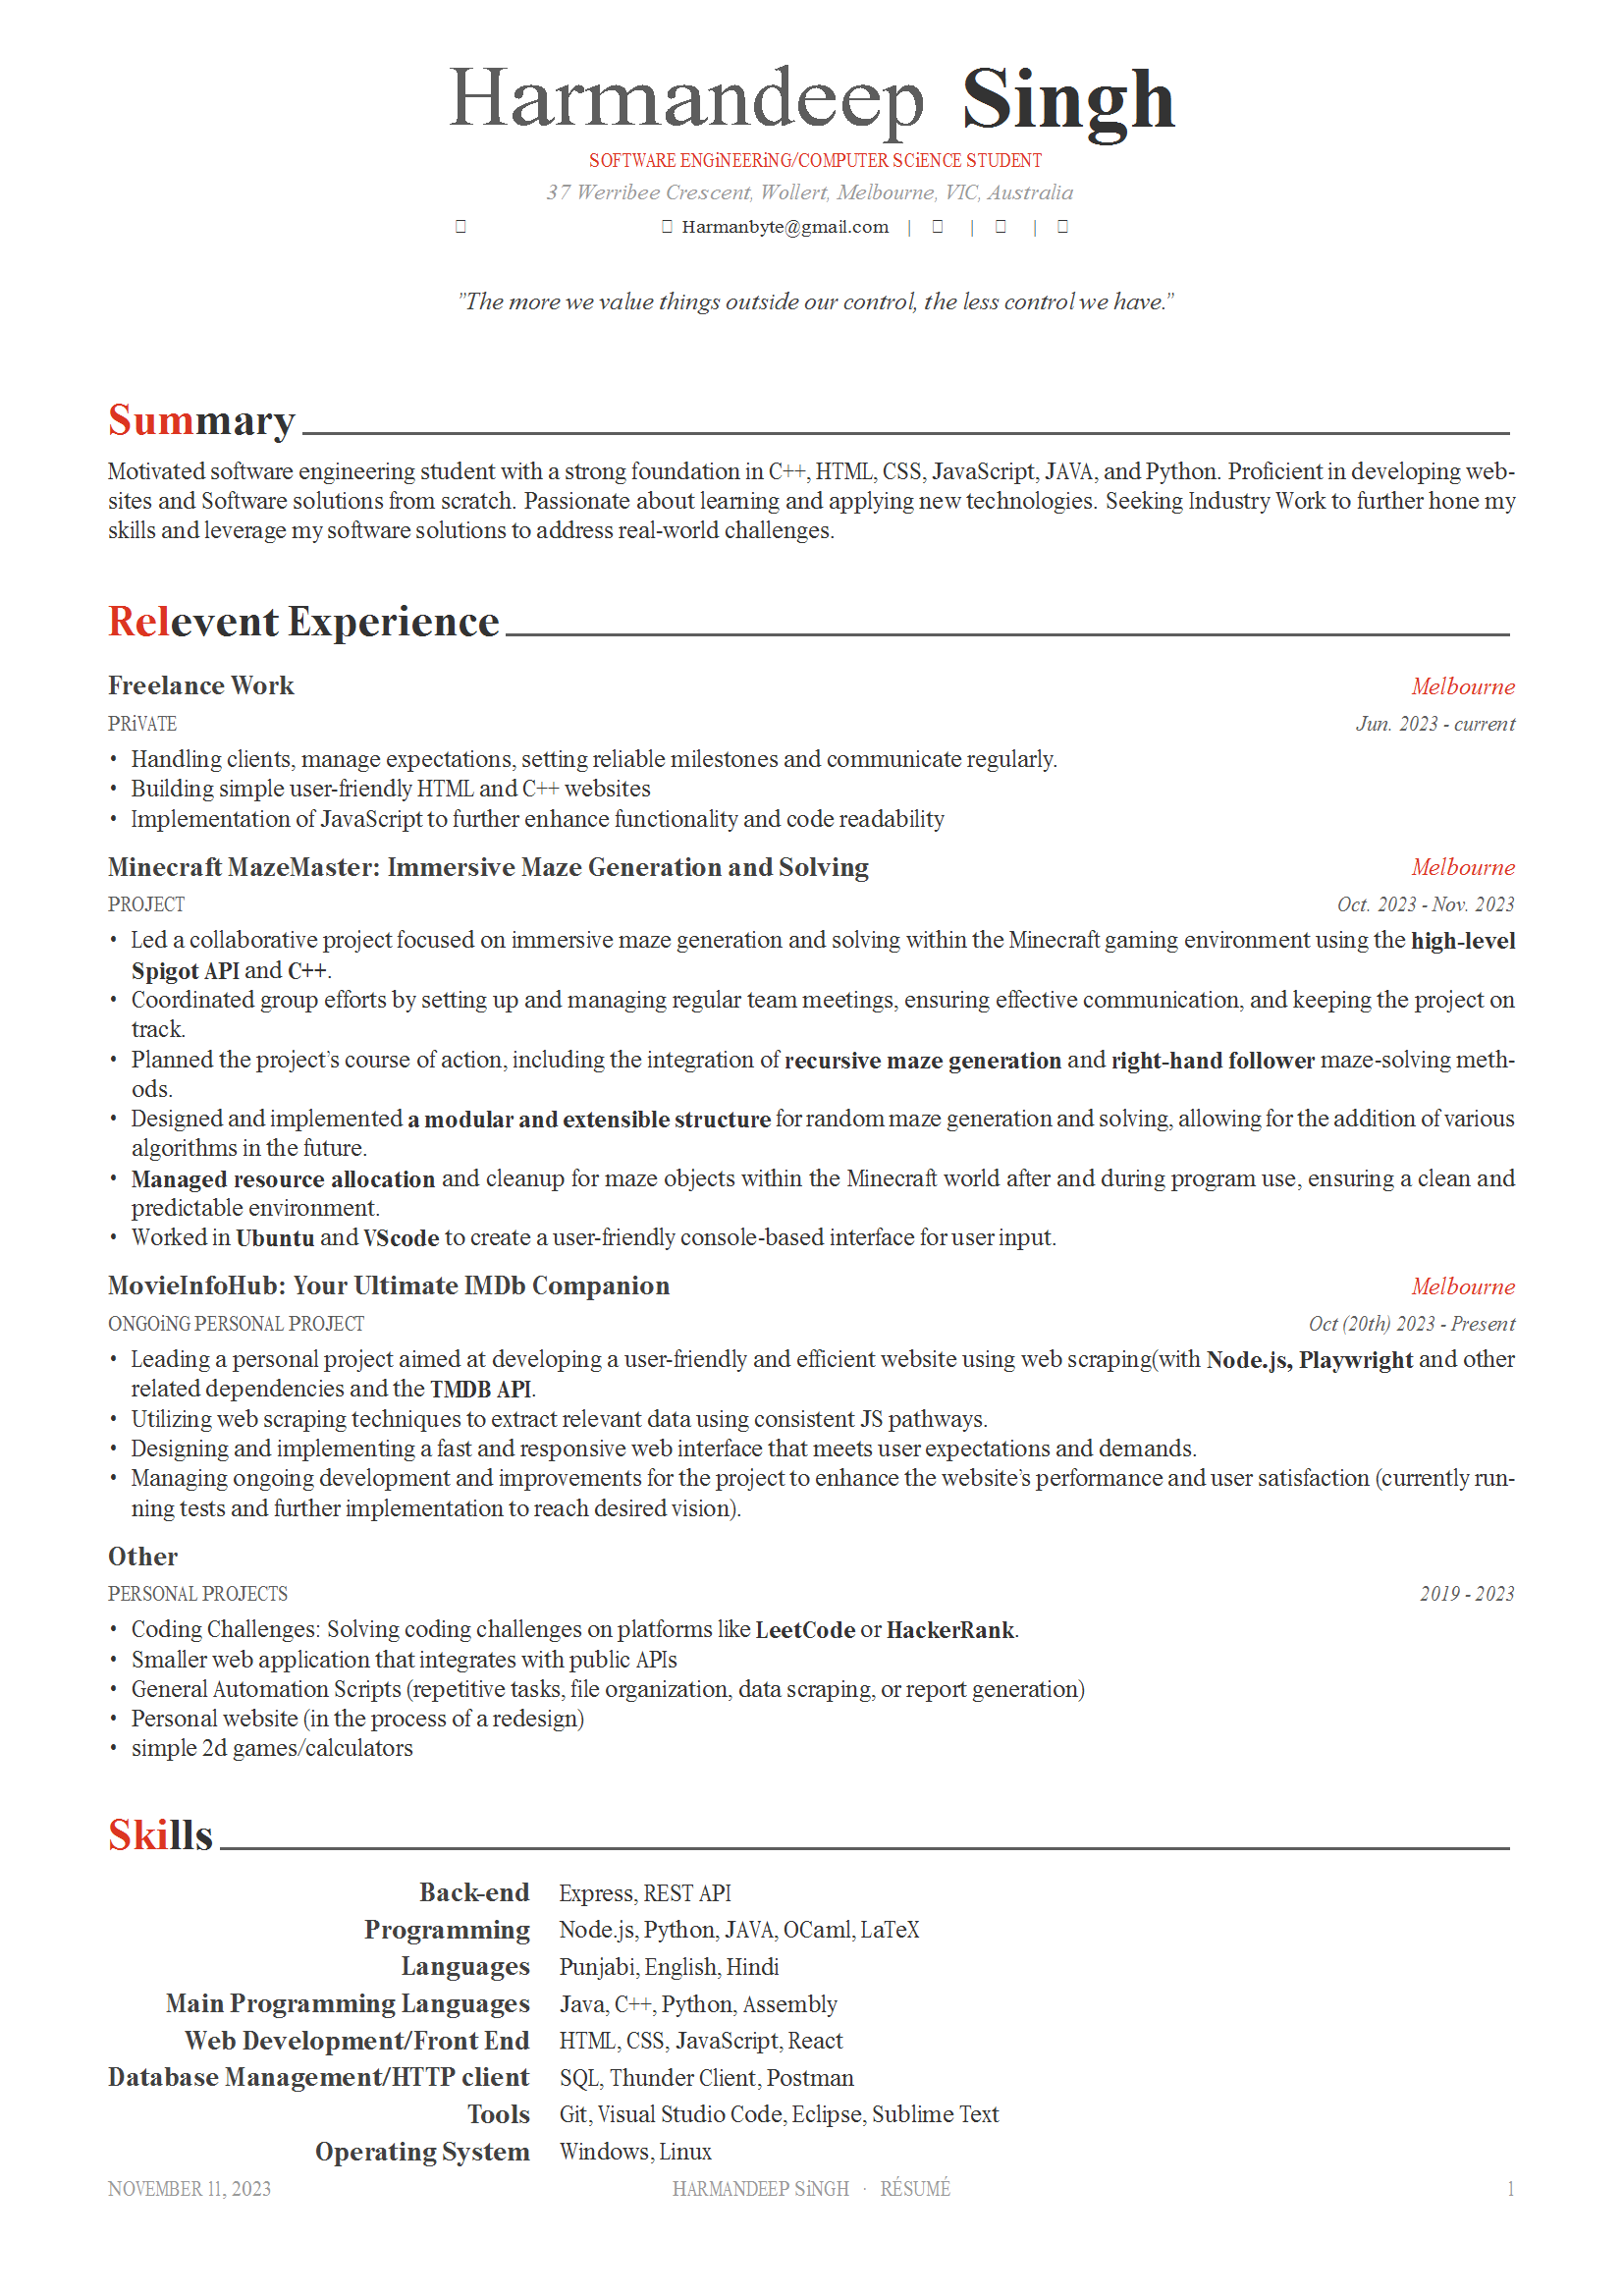 Harmandeep Singh
SOFTWARE ENGiNEERiNG/COMPUTER SCiENCE STUDENT
37 Werribee Crescent, Wollert, Melbourne, VIC, Australia
Harmanbyte@gmail.com | | |
"The more we value things outside our control, the less control we have."
Summary
Motivated software engineering student with a strong foundation in C++, HTML, CSS, JavaScript, JAVA, and Python. Proficient in developing web-
sites and Software solutions from scratch. Passionate about learning and applying new technologies. Seeking Industry Work to further hone my
skills and leverage my software solutions to address real-world challenges.
Relevent Experience
Freelance Work Melbourne
PRiVATE Jun. 2023 - current
• Handling clients, manage expectations, setting reliable milestones and communicate regularly.
• Building simple user-friendly HTML and C++ websites
• Implementation of JavaScript to further enhance functionality and code readability
Minecraft MazeMaster: Immersive Maze Generation and Solving Melbourne
PROJECT Oct. 2023 - Nov. 2023
• Led a collaborative project focused on immersive maze generation and solving within the Minecraft gaming environment using the high-level
Spigot API and C++.
• Coordinated group efforts by setting up and managing regular team meetings, ensuring effective communication, and keeping the project on
track.
• Planned the project's course of action, including the integration of recursive maze generation and right-hand follower maze-solving meth-
ods.
• Designed and implemented a modular and extensible structure for random maze generation and solving, allowing for the addition of various
algorithms in the future.
• Managed resource allocation and cleanup for maze objects within the Minecraft world after and during program use, ensuring a clean and
predictable environment.
• Worked in Ubuntu and VScode to create a user-friendly console-based interface for user input.
MovieInfoHub: Your Ultimate IMDb Companion Melbourne
ONGOiNG PERSONAL PROJECT Oct (20th) 2023 - Present
• Leading a personal project aimed at developing a user-friendly and efficient website using web scraping(with Node.js, Playwright and other
related dependencies and the TMDB API.
• Utilizing web scraping techniques to extract relevant data using consistent JS pathways.
• Designing and implementing a fast and responsive web interface that meets user expectations and demands.
• Managing ongoing development and improvements for the project to enhance the website's performance and user satisfaction (currently run-
ning tests and further implementation to reach desired vision).
Other
PERSONAL PROJECTS 2019 - 2023
• Coding Challenges: Solving coding challenges on platforms like LeetCode or HackerRank.
• Smaller web application that integrates with public APIs
• General Automation Scripts (repetitive tasks, file organization, data scraping, or report generation)
• Personal website (in the process of a redesign)
• simple 2d games/calculators
Skills
Back-end Express, REST API
Programming Node.js, Python, JAVA, OCaml, LaTeX
Languages Punjabi, English, Hindi
Main Programming Languages Java, C++, Python, Assembly
Web Development/Front End HTML, CSS, JavaScript, React
Database Management/HTTP client SQL, Thunder Client, Postman
Tools Git, Visual Studio Code, Eclipse, Sublime Text
Operating System Windows, Linux
NOVEMBER 11, 2023 HARMANDEEP SiNGH · RÉSUMÉ 1